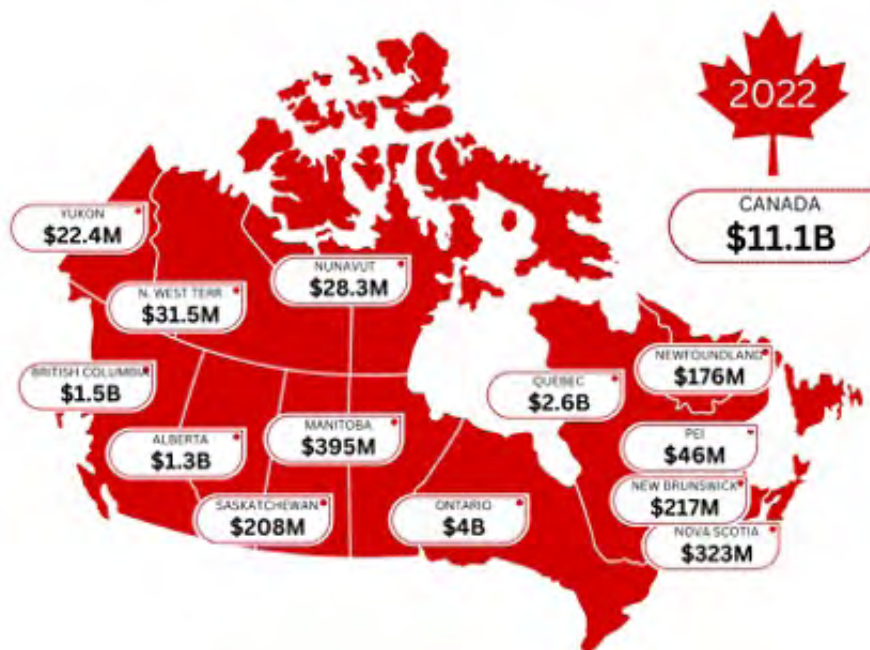 2022
CANADA
$11.1B
YUKON
$22.4M
NUNAVUT
$28.3M
N. WEST TERR
$31.5M
BRITISH COLUMBIA
$1.5B
NEWFOUNDLAND
$176M
QUEBEC
$2.6B
MANITOBA
$395M
ALBERTA
$1.3B
PEI
$46M
NEW BRUNSWICK
$217M
SASKATCHEWAN
$208M
ONTARIO
$4B
NOVA SCOTIA
$323M